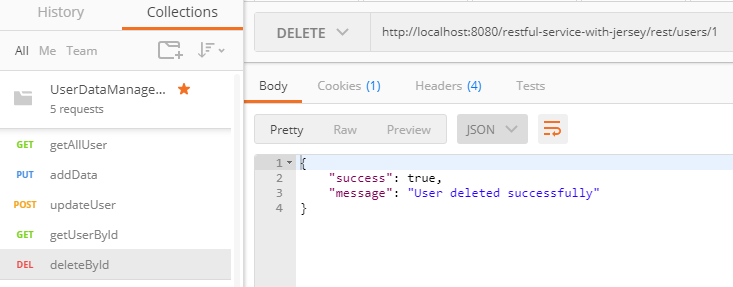 History Collections
All Me Team
UserDataManage...
5 requests
GET getAllUser
PUT addData
POST updateUser
GET getUserById
DEL deleteById
DELETE http://localhost:8080/restful-service-with-jersey/rest/users/1
Body Cookies (1) Headers (4) Tests
Pretty Raw Preview JSON
1 {
2 "success": true,
3 "message": "User deleted successfully"
4 }